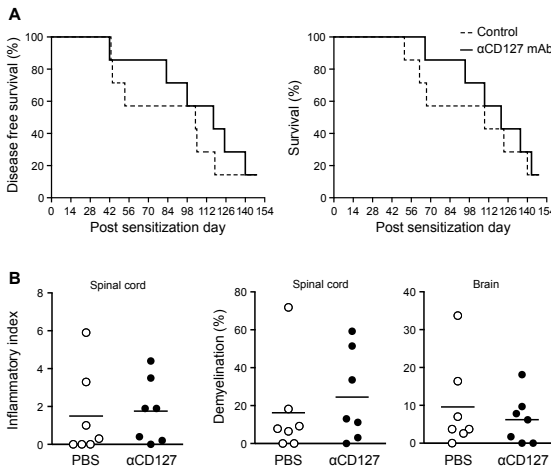 A
Control
αCD127 mAb
Disease free survival (%)
100
80
60
40
20
0 14 28 42 56 70 84 98 112 126 140 154
Post sensitization day
Survival (%)
100
80
60
40
20
0 14 28 42 56 70 84 98 112 126 140 154
Post sensitization day
B
Spinal cord
Inflammatory index
8
6
4
2
0
PBS αCD127
Spinal cord
Demyelination (%)
80
60
40
20
0
PBS αCD127
Brain
40
30
20
10
0
PBS αCD127